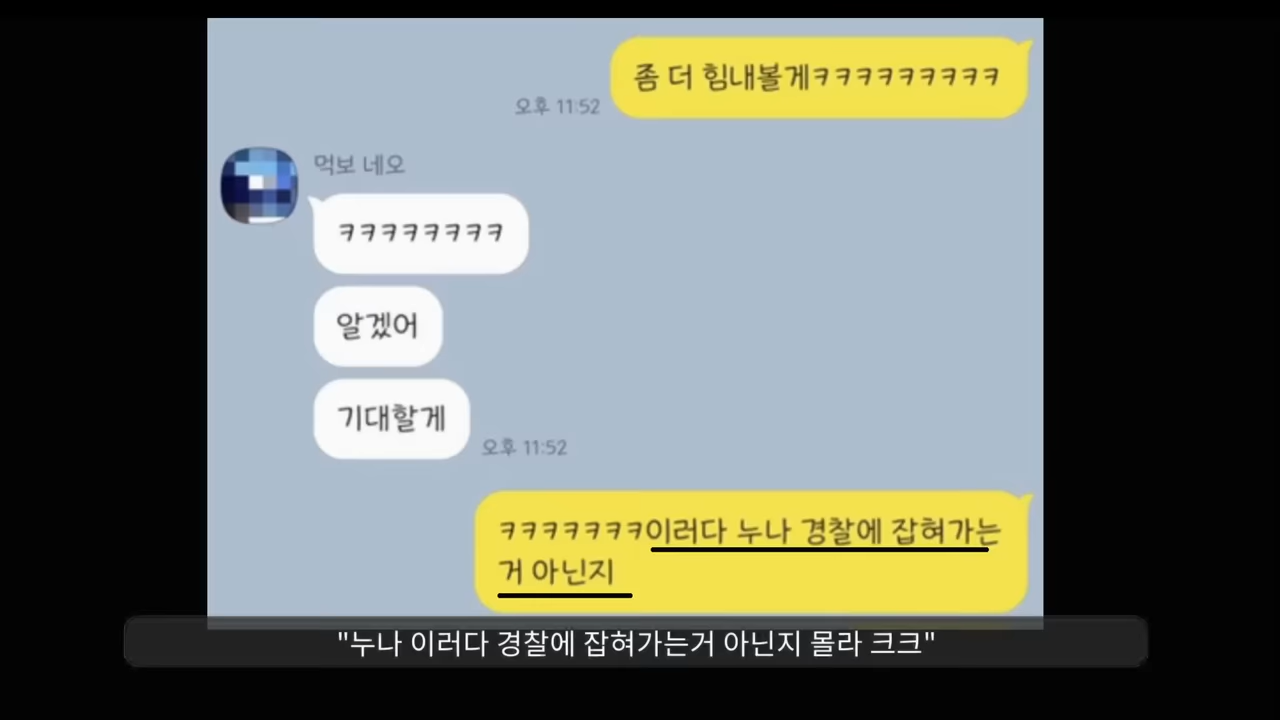 좀 더 힘내볼게ㅋㅋㅋㅋㅋㅋㅋㅋㅋ
오후 11:52
먹보 네오
ㅋㅋㅋㅋㅋㅋㅋㅋ
알겠어
기대할게
오후 11:52
ㅋㅋㅋㅋㅋㅋㅋ이러다 누나 경찰에 잡혀가는
거 아닌지
"누나 이러다 경찰에 잡혀가는거 아닌지 몰라 크크"